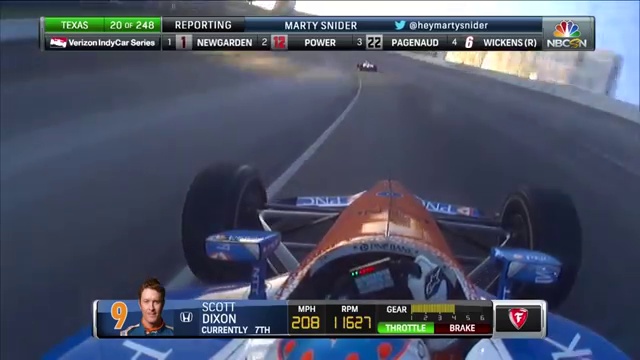 TEXAS 20 OF 248 REPORTING MARTY SNIDER @heymartysnider
Verizon IndyCar Series 1 1 NEWGARDEN 2 12 POWER 3 22 PAGENAUD 4 6 WICKENS (R) NBCSN
PNC PNC
9 SCOTT DIXON CURRENTLY 7TH
208 MPH
11627 RPM
GEAR
1 2 3 4 5 6
THROTTLE BRAKE